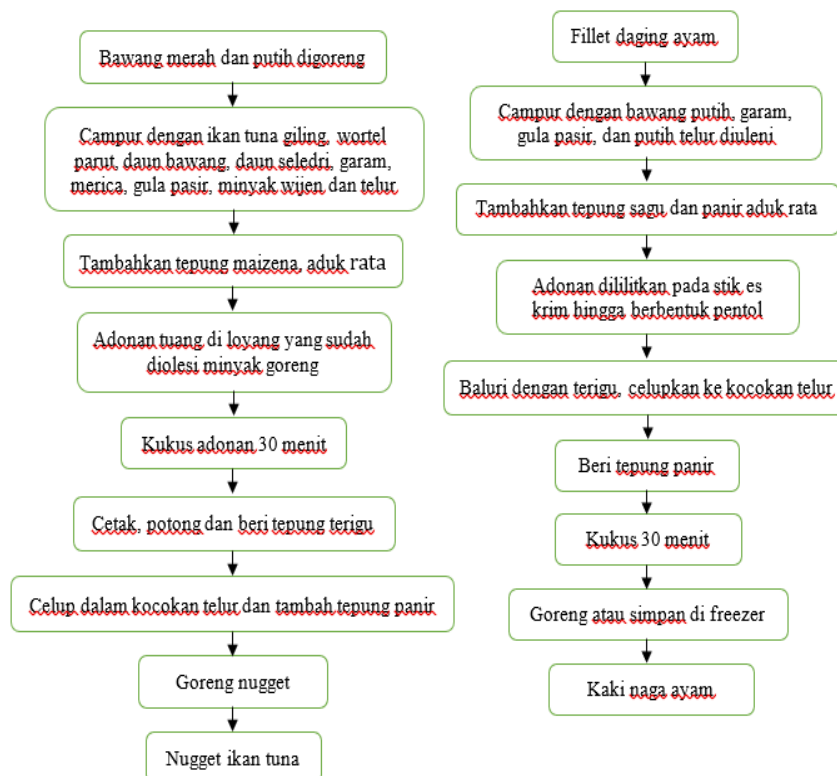 Bawang merah dan putih digoreng
Campur dengan ikan tuna giling, wortel
parut, daun bawang, daun seledri, garam,
merica, gula pasir, minyak wijen dan telur
Tambahkan tepung maizena, aduk rata
Adonan tuang di loyang yang sudah
diolesi minyak goreng
Kukus adonan 30 menit
Cetak, potong dan beri tepung terigu
Celup dalam kocokan telur dan tambah tepung panir
Goreng nugget
Nugget ikan tuna
Fillet daging ayam
Campur dengan bawang putih, garam,
gula pasir, dan putih telur diuleni
Tambahkan tepung sagu dan panir aduk rata
Adonan dililitkan pada stik es
krim hingga berbentuk pentol
Baluri dengan terigu, celupkan ke kocokan telur
Beri tepung panir
Kukus 30 menit
Goreng atau simpan di freezer
Kaki naga ayam